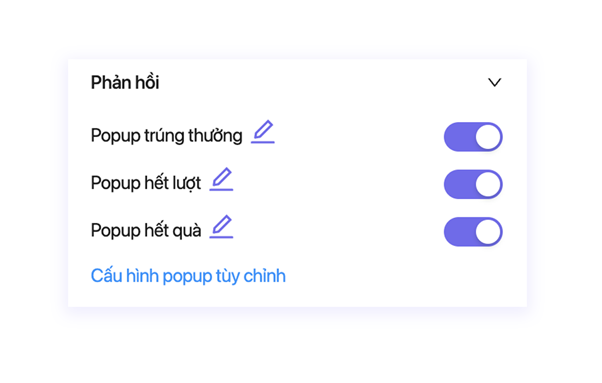 Phản hồi
Popup trúng thưởng
Popup hết lượt
Popup hết quà
Cấu hình popup tùy chỉnh